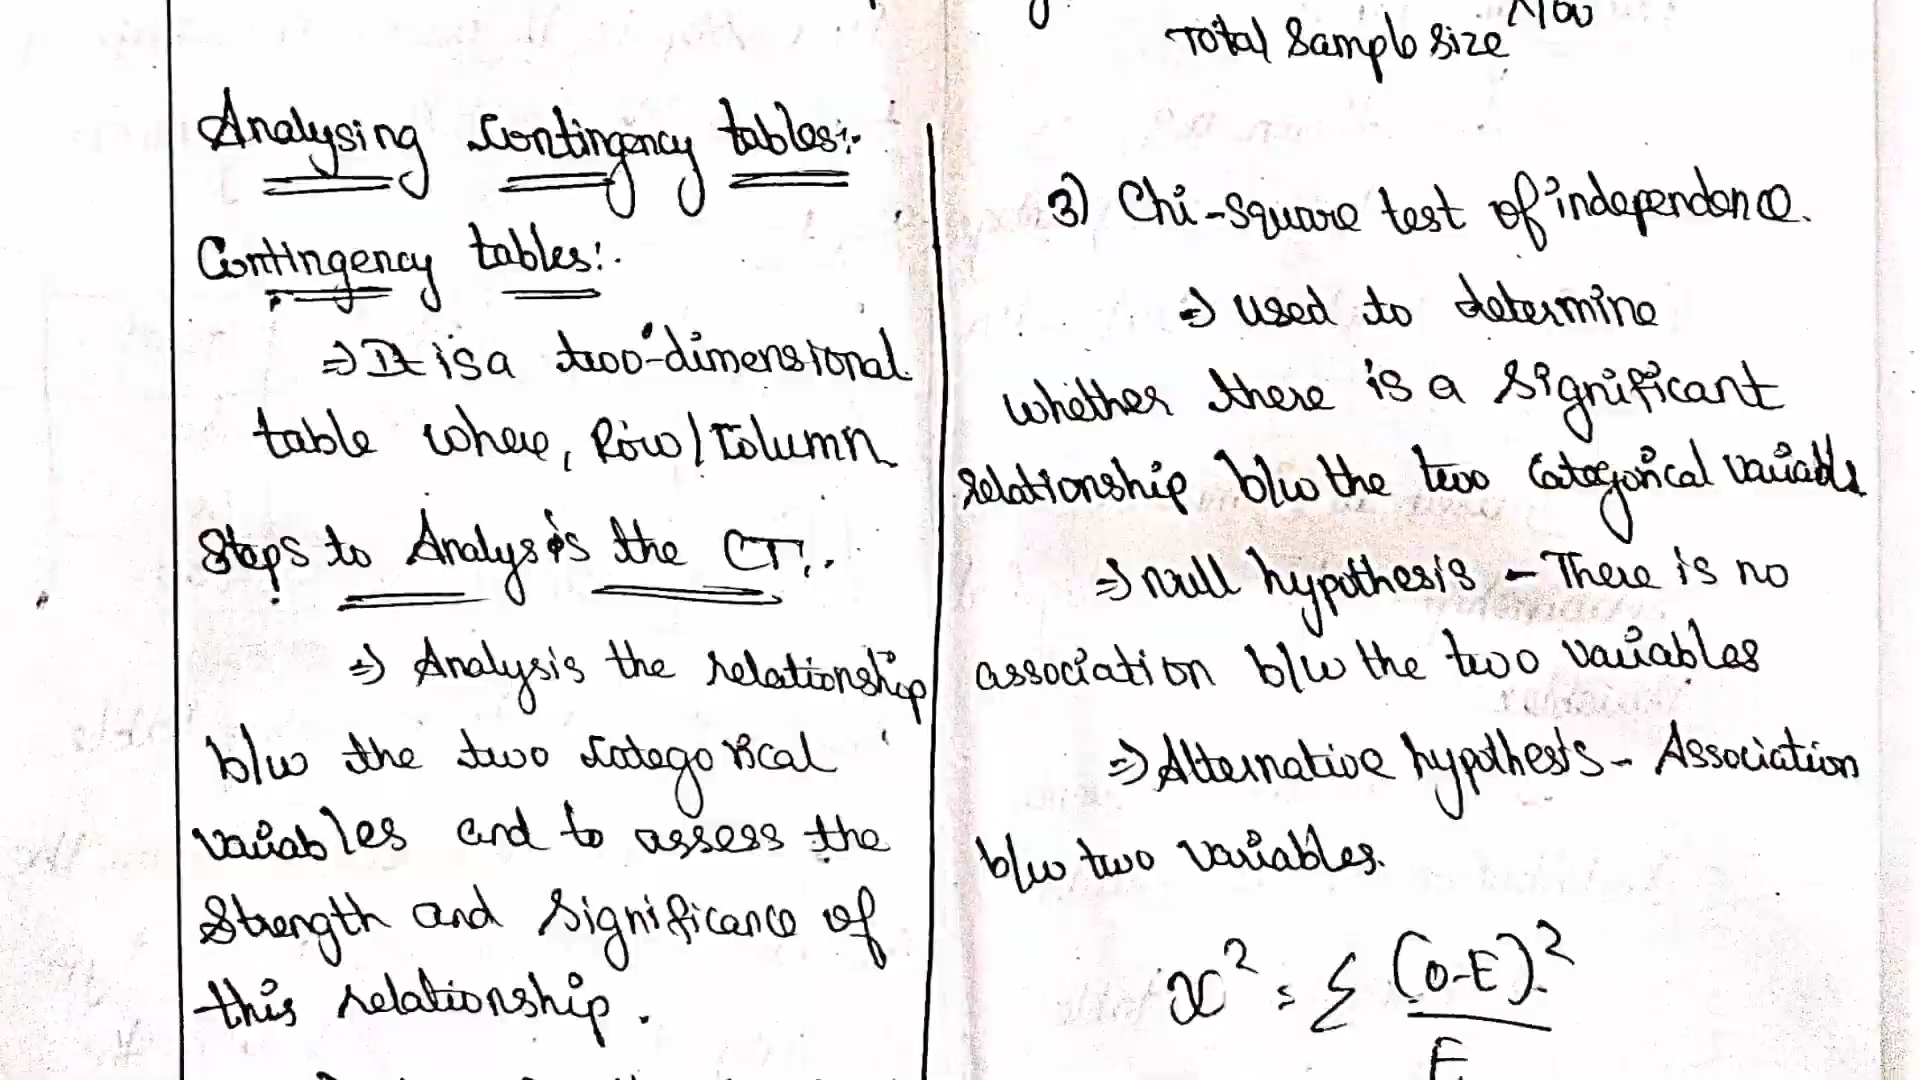 Analysing Contingency tables:-
Contingency tables:-
⇒ It is a two-dimensional
table where, Row/Column
Steps to Analysis the CT:-
⇒ Analysis the relationship
b/w the two categorical
variables and to assess the
Strength and significance of
this relationship.
Total Sample size ×100
3) Chi-square test of independence.
⇒ used to determine
whether there is a significant
relationship b/w the two categorical variable
⇒ null hypothesis - There is no
association b/w the two variables
⇒ Alternative hypothesis - Association
b/w two variables.
x² = Σ (O-E)²
E